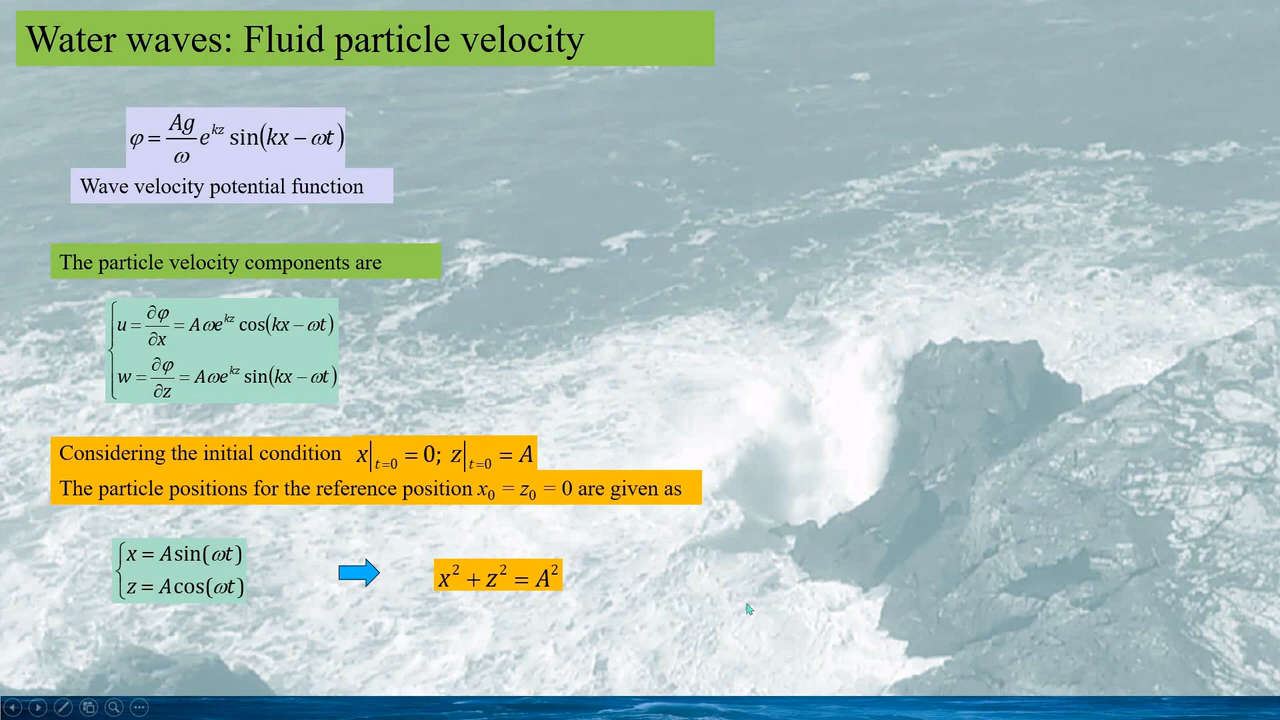 Water waves: Fluid particle velocity
φ = Ag/ω e^{kz} sin(kx − ωt)
Wave velocity potential function
The particle velocity components are
u = ∂φ/∂x = Aωe^{kz} cos(kx − ωt)
w = ∂φ/∂z = Aωe^{kz} sin(kx − ωt)
Considering the initial condition x|_{t=0} = 0; z|_{t=0} = A
The particle positions for the reference position x₀ = z₀ = 0 are given as
x = A sin(ωt)
z = A cos(ωt)
x² + z² = A²